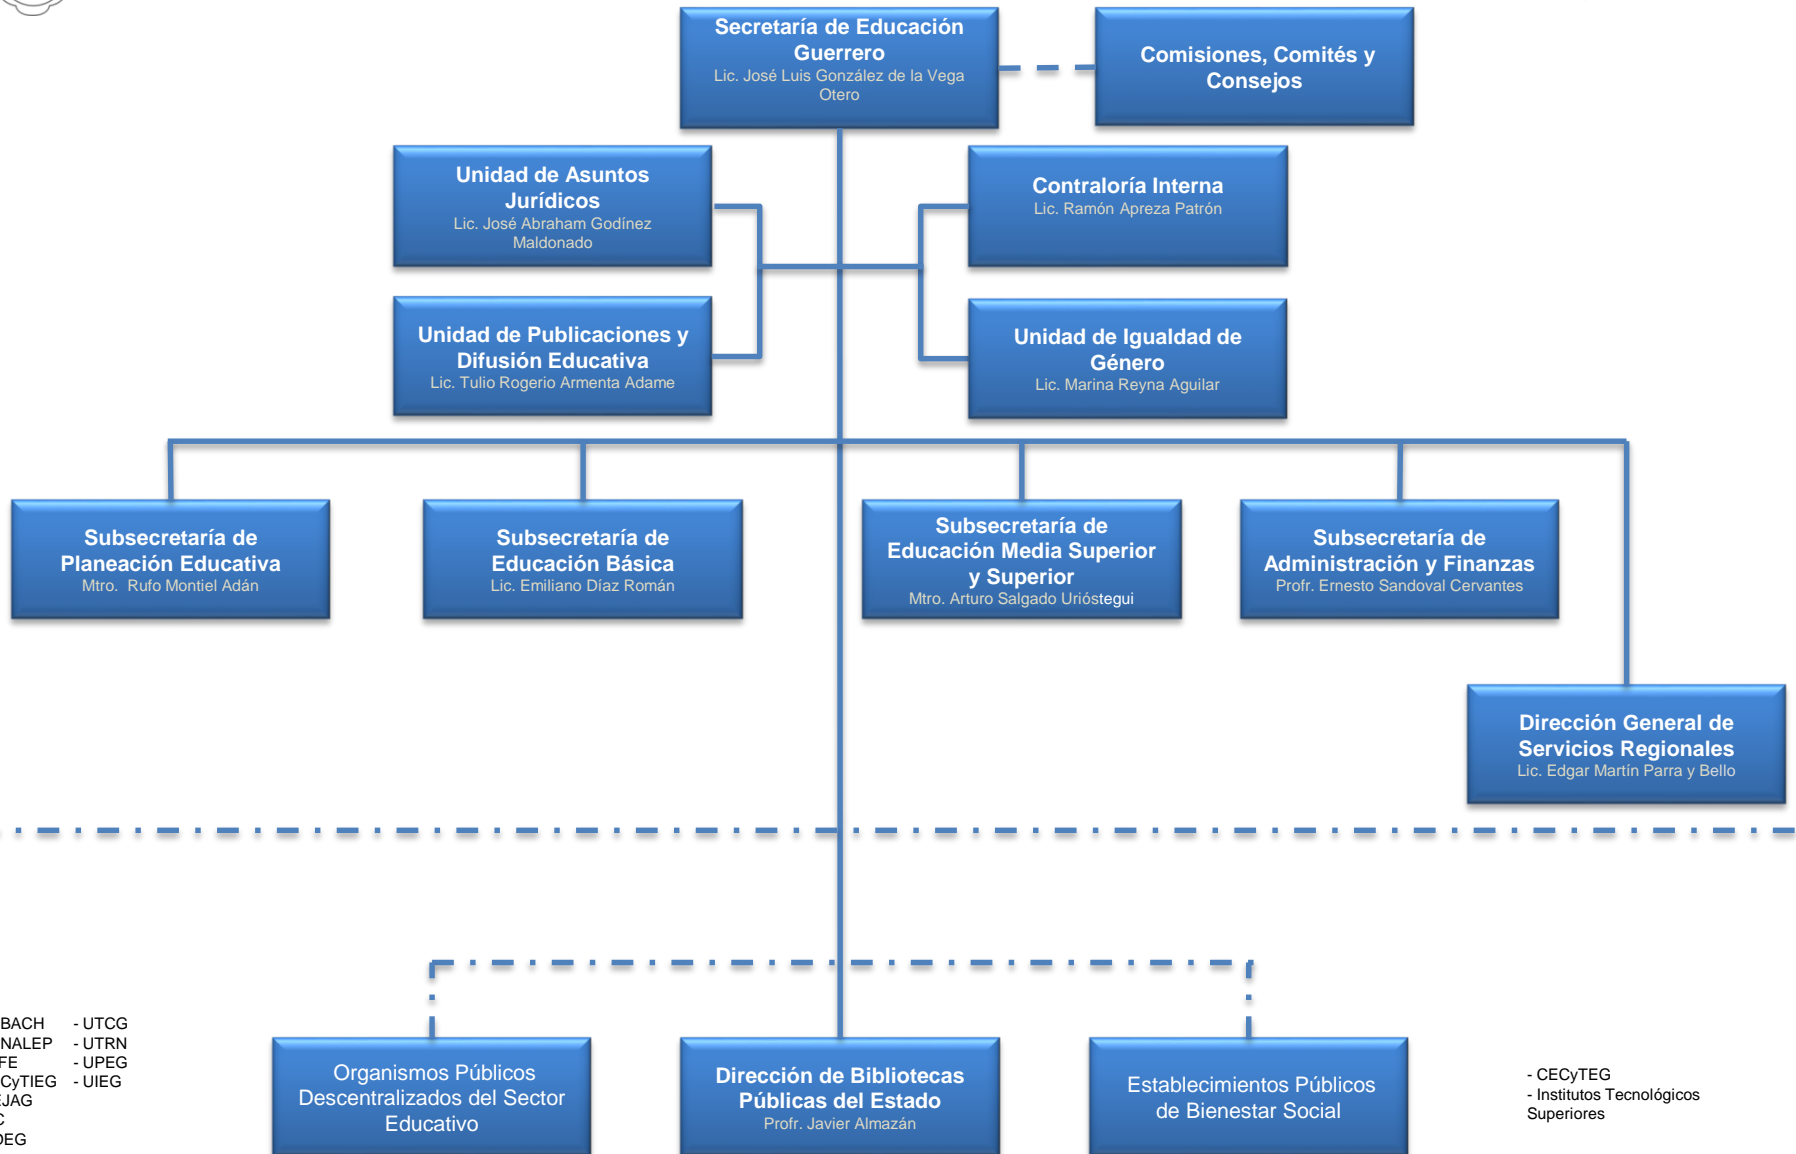 Secretaría de Educación
Guerrero
Lic. José Luis González de la Vega
Otero
Comisiones, Comités y
Consejos
Unidad de Asuntos
Jurídicos
Lic. José Abraham Godínez
Maldonado
Contraloría Interna
Lic. Ramón Apreza Patrón
Unidad de Publicaciones y
Difusión Educativa
Lic. Tulio Rogerio Armenta Adame
Unidad de Igualdad de
Género
Lic. Marina Reyna Aguilar
Subsecretaría de
Planeación Educativa
Mtro. Rufo Montiel Adán
Subsecretaría de
Educación Básica
Lic. Emiliano Díaz Román
Subsecretaría de
Educación Media Superior
y Superior
Mtro. Arturo Salgado Urióstegui
Subsecretaría de
Administración y Finanzas
Profr. Ernesto Sandoval Cervantes
Dirección General de
Servicios Regionales
Lic. Edgar Martín Parra y Bello
- UTCG
- UTRN
- UPEG
- UIEG
Organismos Públicos
Descentralizados del Sector
Educativo
Dirección de Bibliotecas
Públicas del Estado
Profr. Javier Almazán
Establecimientos Públicos
de Bienestar Social
- CECyTEG
- Institutos Tecnológicos
Superiores